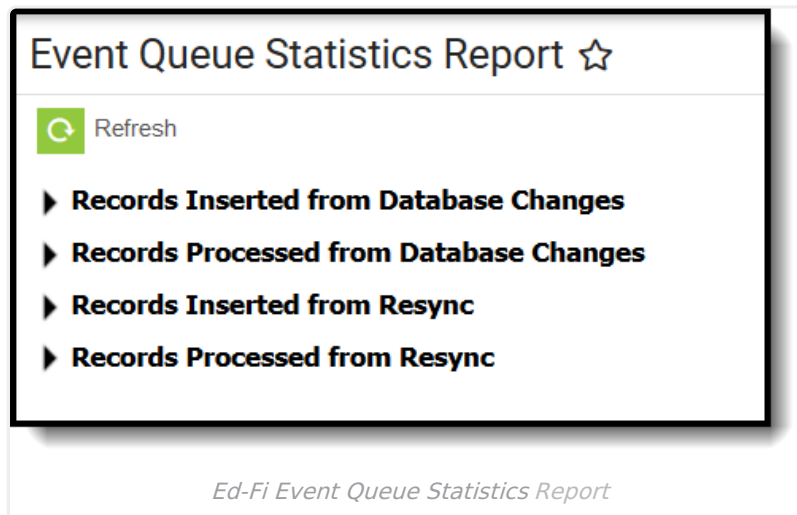 Event Queue Statistics Report
Refresh
Records Inserted from Database Changes
Records Processed from Database Changes
Records Inserted from Resync
Records Processed from Resync
Ed-Fi Event Queue Statistics Report